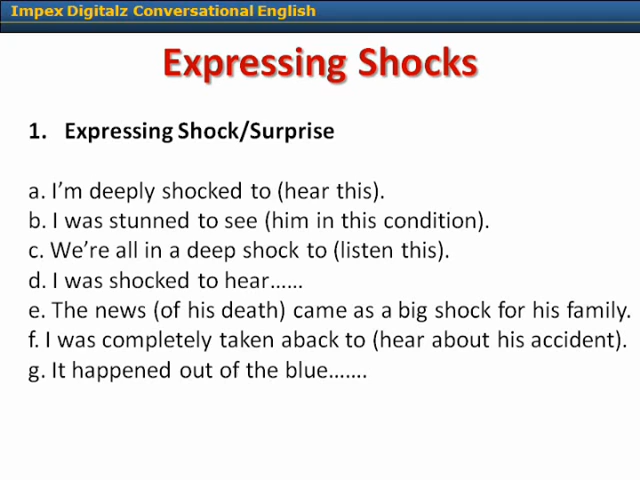 Impex Digitalz Conversational English
Expressing Shocks
1. Expressing Shock/Surprise
a. I’m deeply shocked to (hear this).
b. I was stunned to see (him in this condition).
c. We’re all in a deep shock to (listen this).
d. I was shocked to hear……
e. The news (of his death) came as a big shock for his family.
f. I was completely taken aback to (hear about his accident).
g. It happened out of the blue…….